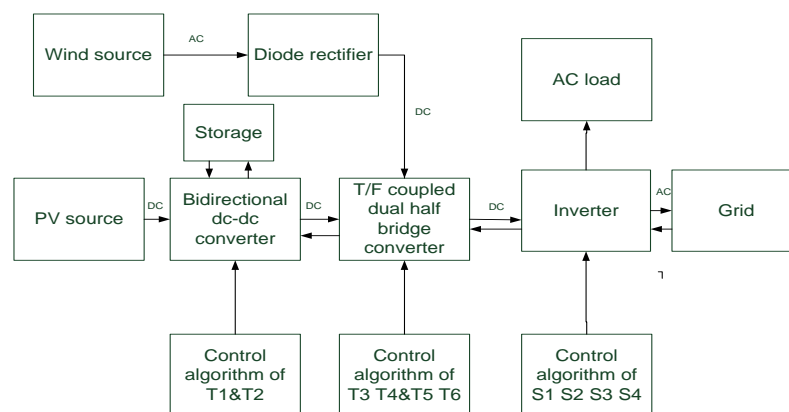 Wind source
AC
Diode rectifier
AC load
DC
Storage
PV source
DC
Bidirectional
dc-dc
converter
DC
T/F coupled
dual half
bridge
converter
DC
Inverter
AC
Grid
Control
algorithm of
T1&T2
Control
algorithm of
T3 T4&T5 T6
Control
algorithm of
S1 S2 S3 S4